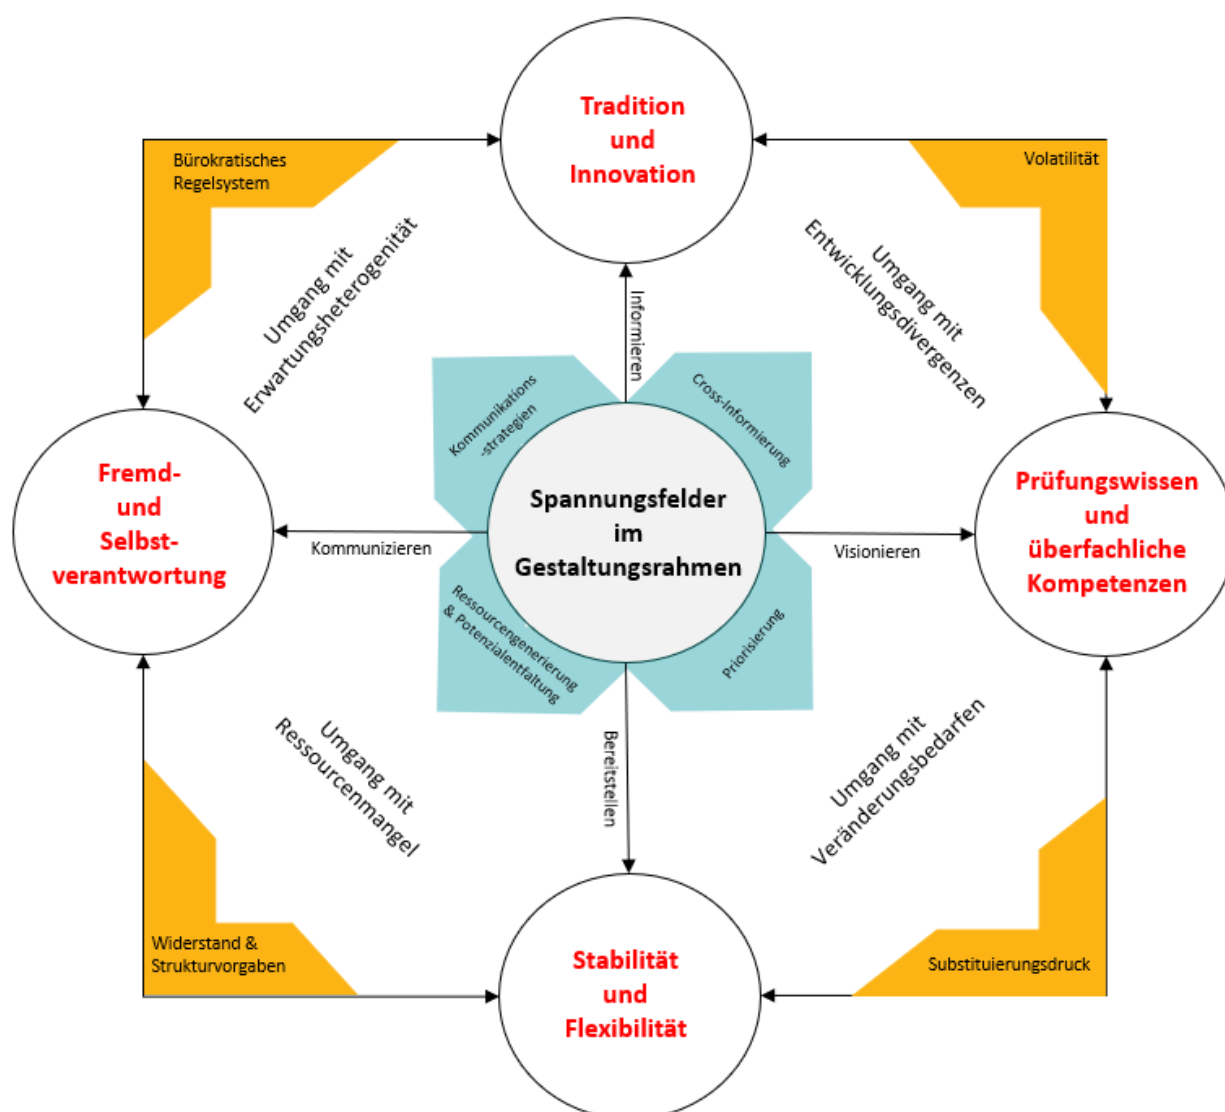 Tradition
und
Innovation
Bürokratisches
Regelsystem
Volatilität
Umgang mit
Erwartungsheterogenität
Umgang mit
Entwicklungsdivergenzen
Informieren
Kommunikations
-strategien
Cross-Informierung
Fremd-
und
Selbst-
verantwortung
Kommunizieren
Spannungsfelder
im
Gestaltungsrahmen
Visionieren
Prüfungswissen
und
überfachliche
Kompetenzen
Ressourcengenerierung
& Potenzialentfaltung
Priorisierung
Bereitstellen
Umgang mit
Ressourcenmangel
Umgang mit
Veränderungsbedarfen
Widerstand &
Strukturvorgaben
Stabilität
und
Flexibilität
Substituierungsdruck